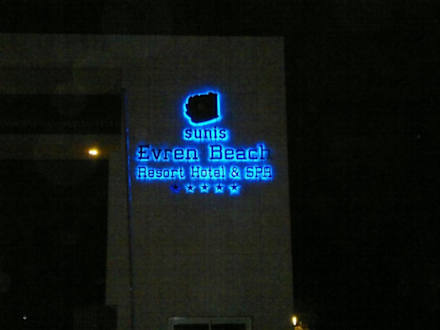 sunis
Evren Beach
Resort Hotel & SPA
★★★★★